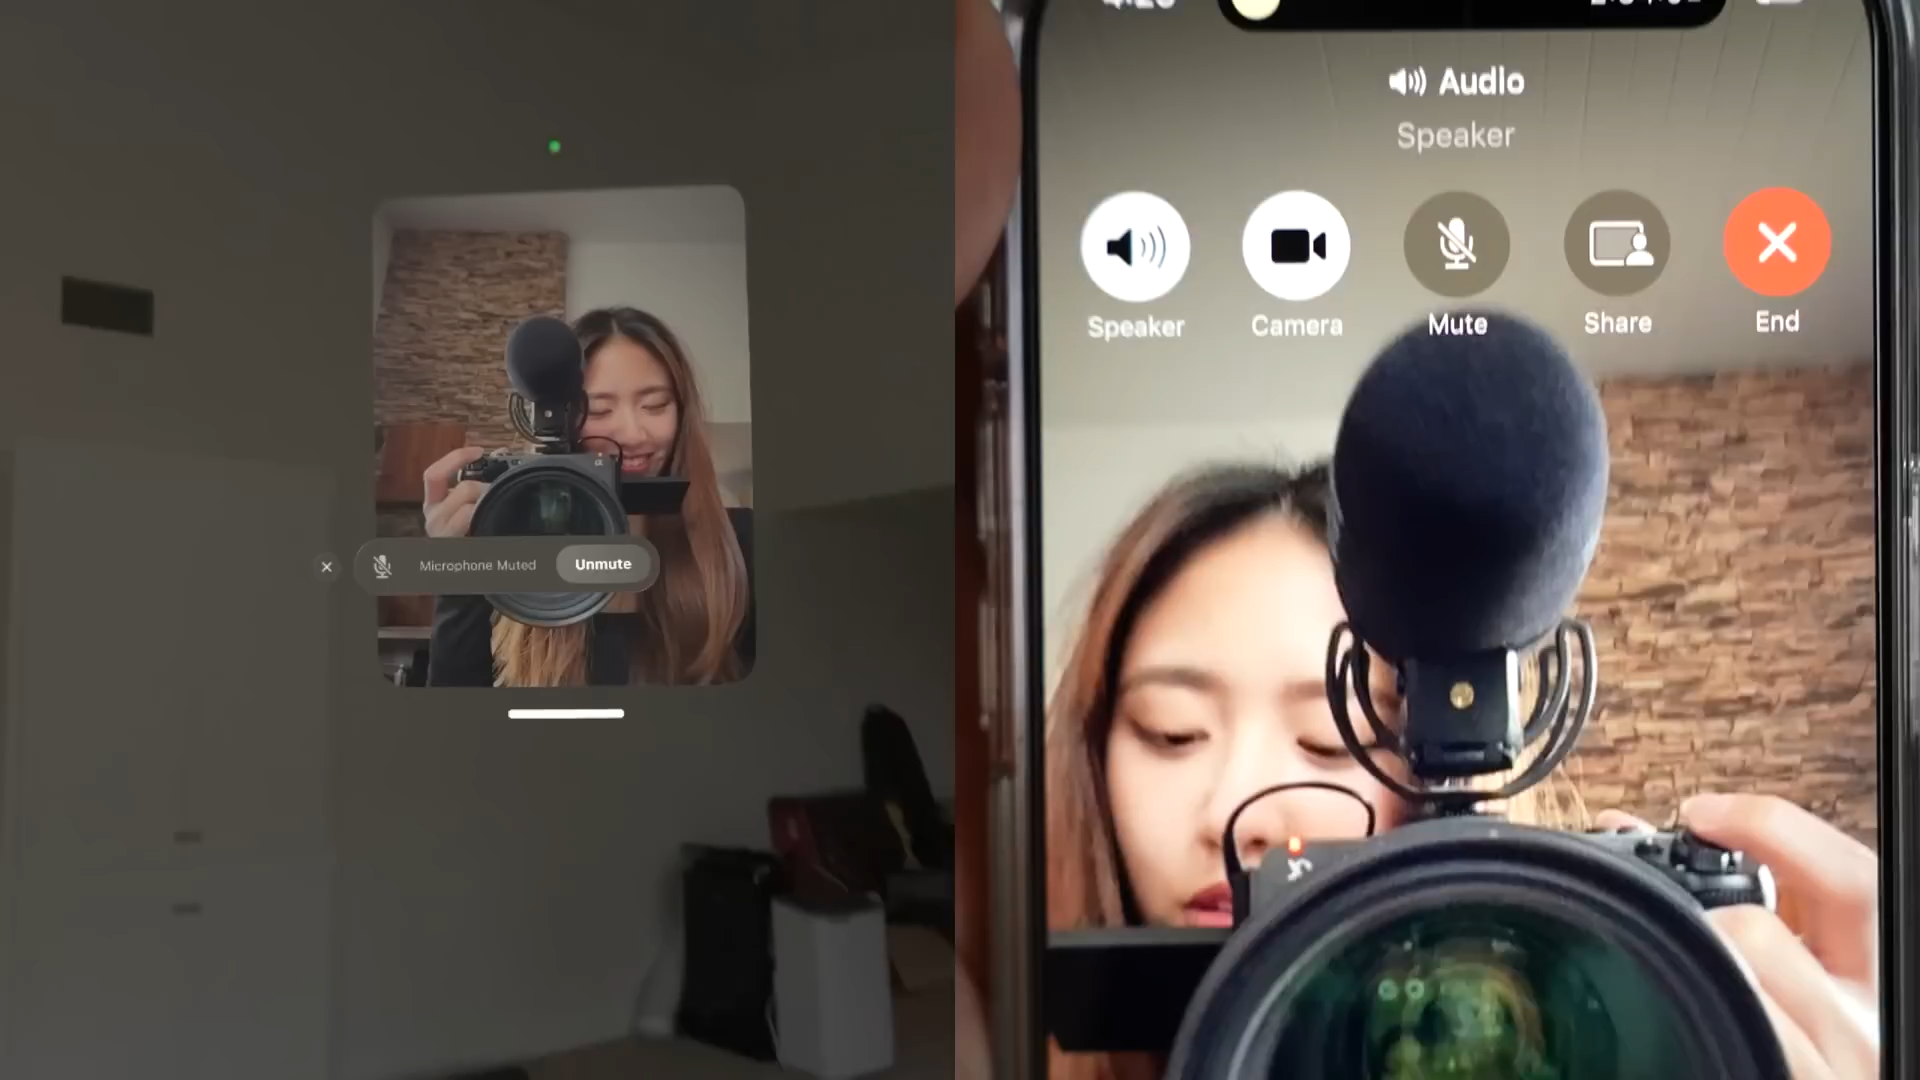 Microphone Muted
Unmute
Audio
Speaker
Speaker
Camera
Mute
Share
End
α